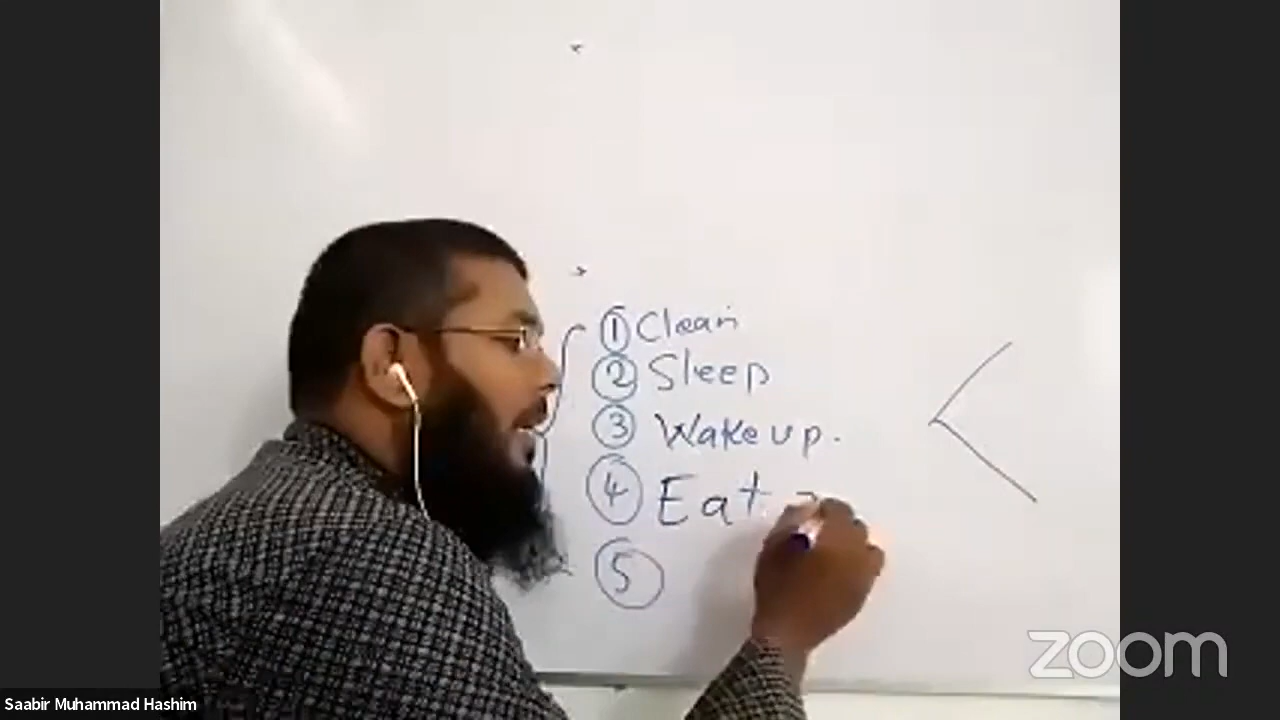 ① Clean
② Sleep
③ Wake up.
④ Eat
⑤
zoom
Saabir Muhammad Hashim